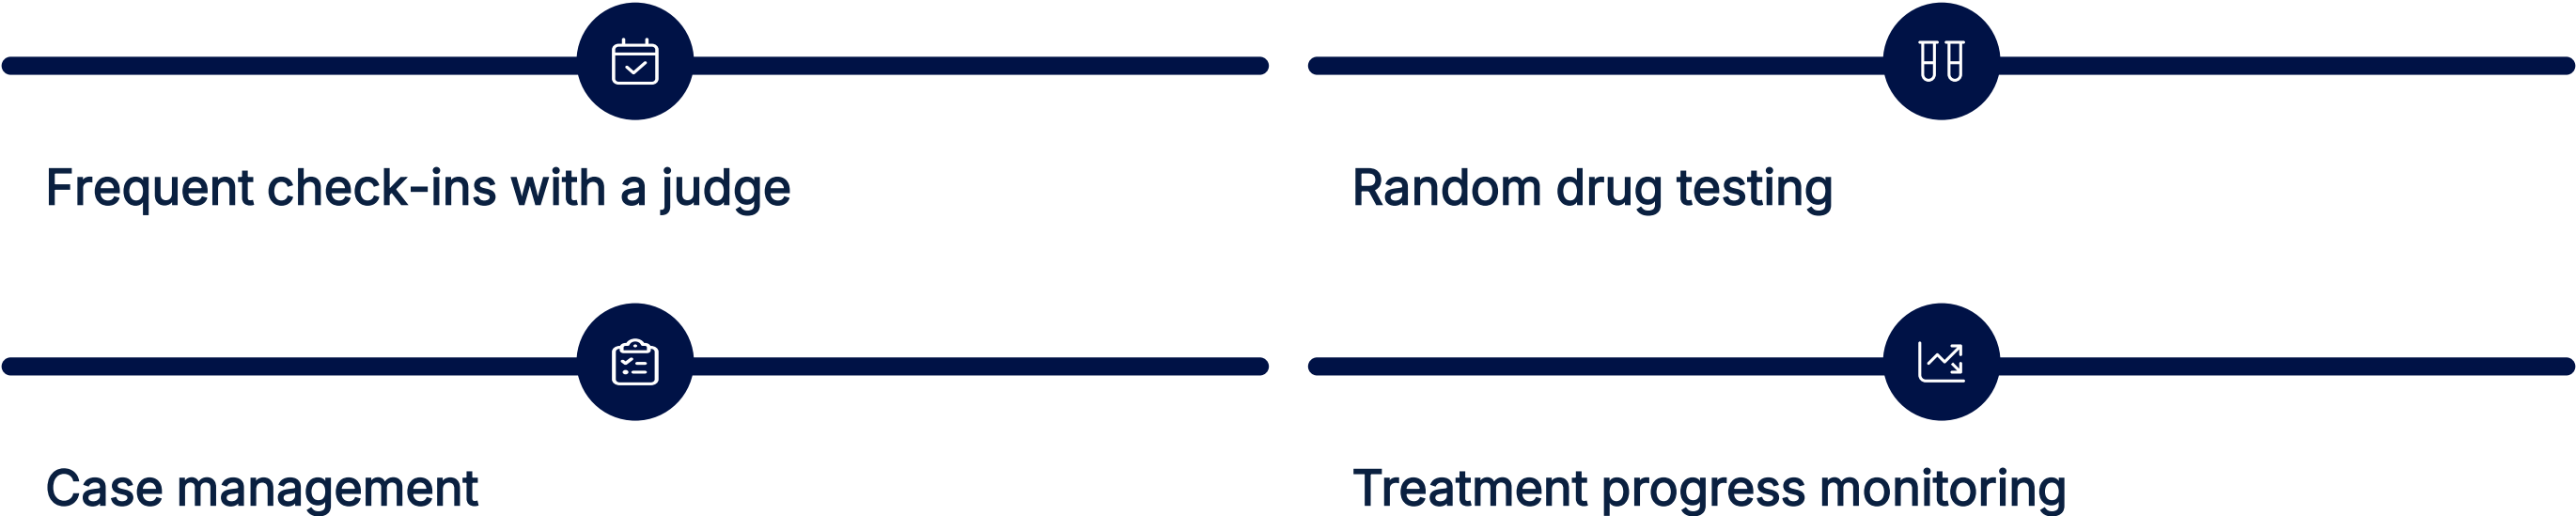 Frequent check-ins with a judge
Random drug testing
Case management
Treatment progress monitoring